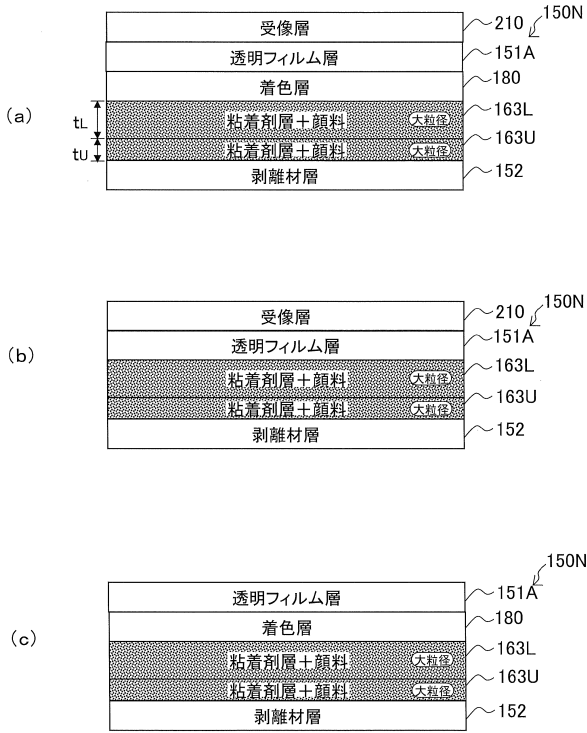 150N
受像層 210
透明フィルム層 151A
着色層 180
(a) tL 粘着剤層＋顔料 大粒径 163L
tU 粘着剤層＋顔料 大粒径 163U
剥離材層 152
150N
受像層 210
透明フィルム層 151A
(b) 粘着剤層＋顔料 大粒径 163L
粘着剤層＋顔料 大粒径 163U
剥離材層 152
150N
透明フィルム層 151A
着色層 180
(c) 粘着剤層＋顔料 大粒径 163L
粘着剤層＋顔料 大粒径 163U
剥離材層 152